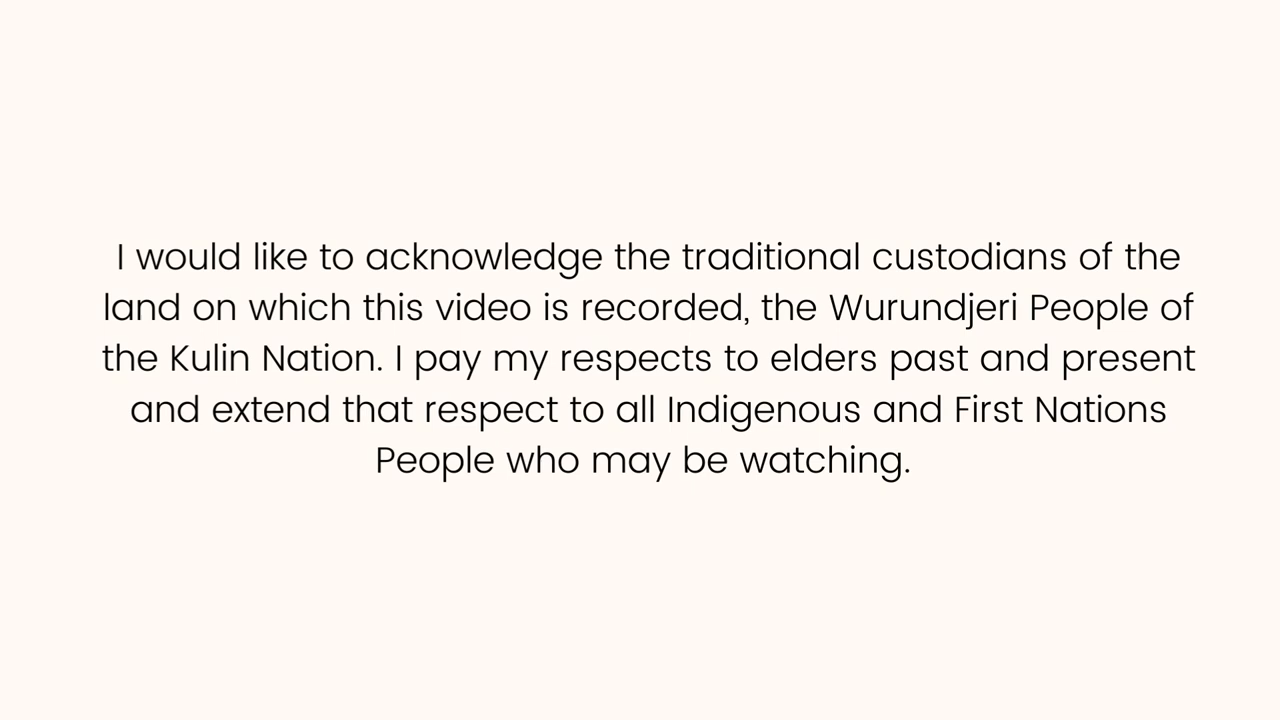 I would like to acknowledge the traditional custodians of the
land on which this video is recorded, the Wurundjeri People of
the Kulin Nation. I pay my respects to elders past and present
and extend that respect to all Indigenous and First Nations
People who may be watching.